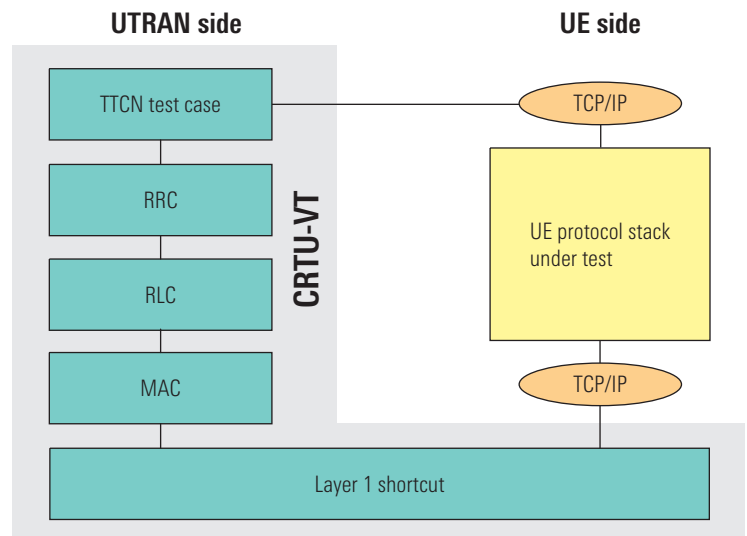 UTRAN side
UE side
TTCN test case
TCP/IP
RRC
CRTU-VT
UE protocol stack
under test
RLC
MAC
TCP/IP
Layer 1 shortcut